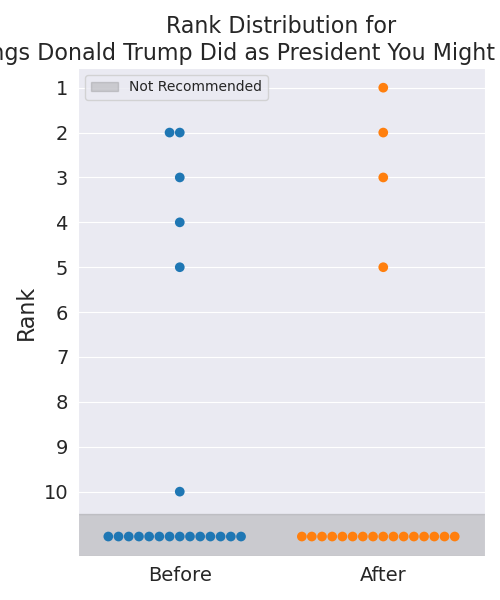 Rank Distribution for
ngs Donald Trump Did as President You Might
Not Recommended
1
2
3
4
5
6
7
8
9
10
Rank
Before
After